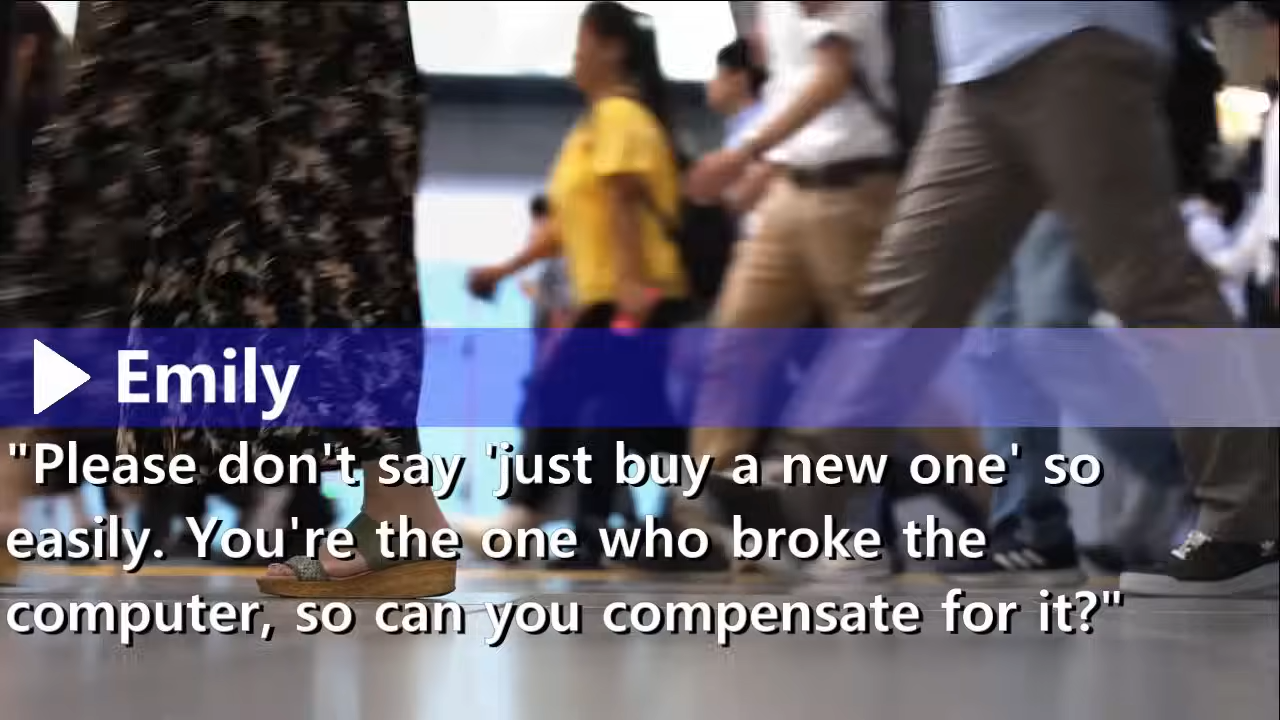 Emily
"Please don't say 'just buy a new one' so
easily. You're the one who broke the
computer, so can you compensate for it?"